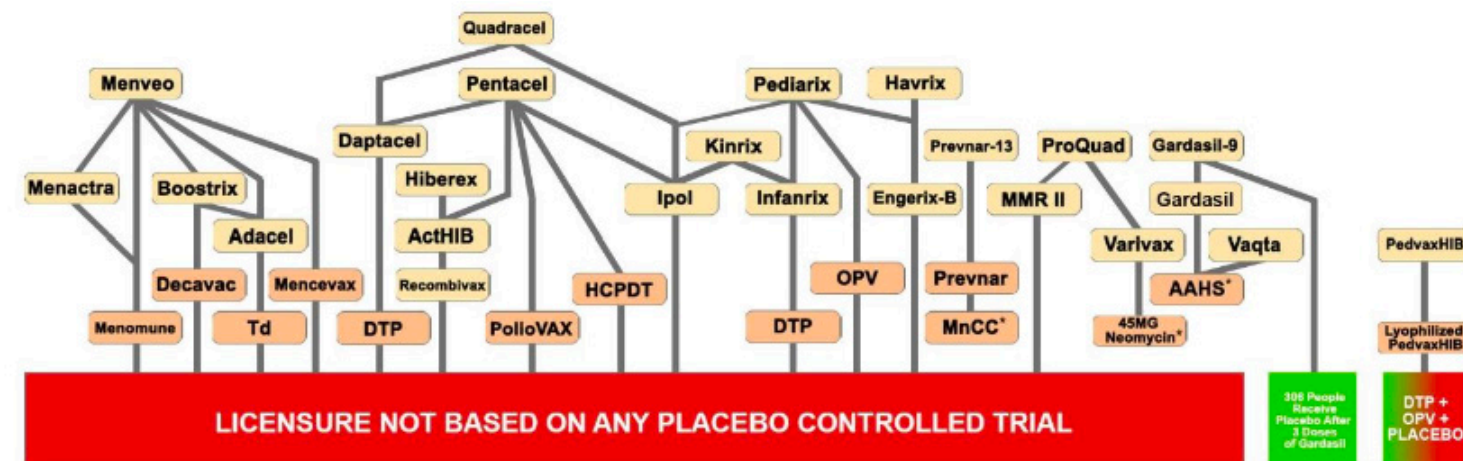 Quadracel
Menveo
Pentacel
Pediarix
Havrix
Daptacel
Kinrix
Prevnar-13
ProQuad
Gardasil-9
Menactra
Boostrix
Hiberex
Ipol
Infanrix
Engerix-B
MMR II
Gardasil
Adacel
ActHIB
Varivax
Vaqta
PedvaxHIB
Decavac
Mencevax
Recombivax
HCPDT
OPV
Prevnar
AAHS*
Menomune
Td
DTP
PolioVAX
DTP
MnCC*
45MG
Neomycin*
Lyophilized
PedvaxHIB
LICENSURE NOT BASED ON ANY PLACEBO CONTROLLED TRIAL
306 People
Receive
Placebo After
3 Doses
of Gardasil
DTP +
OPV +
PLACEBO